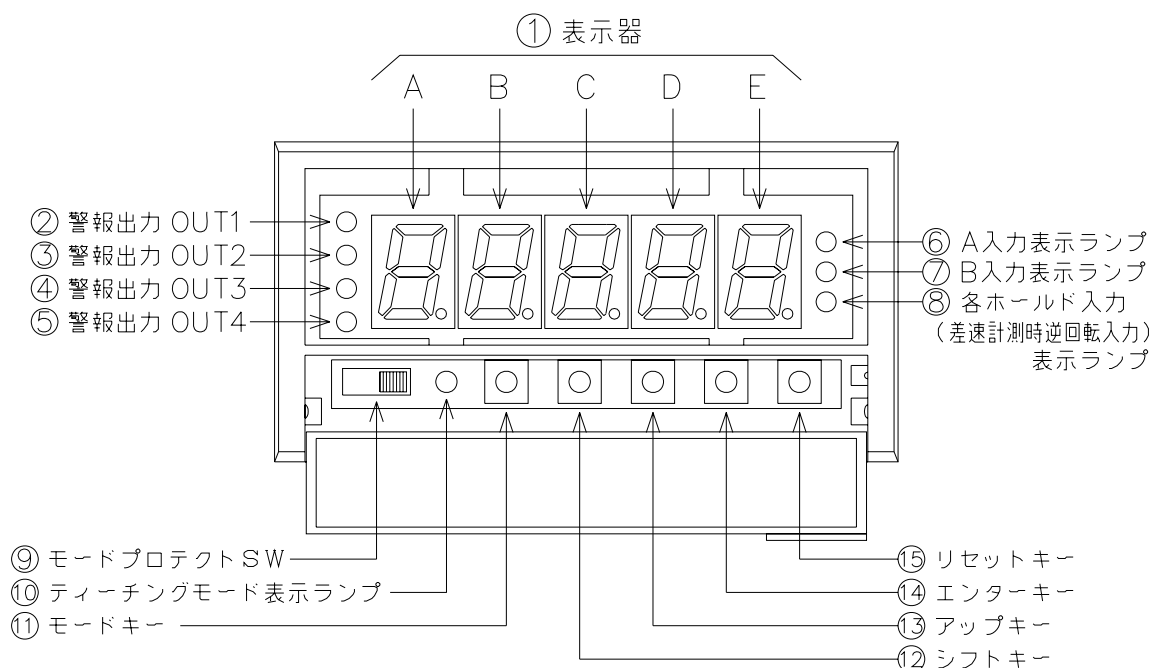 ① 表示器
A B C D E
② 警報出力 OUT1
③ 警報出力 OUT2
④ 警報出力 OUT3
⑤ 警報出力 OUT4
⑥ A入力表示ランプ
⑦ B入力表示ランプ
⑧ 各ホールド入力
(差速計測時逆回転入力)
表示ランプ
⑨ モードプロテクトSW
⑩ ティーチングモード表示ランプ
⑪ モードキー
⑮ リセットキー
⑭ エンターキー
⑬ アップキー
⑫ シフトキー